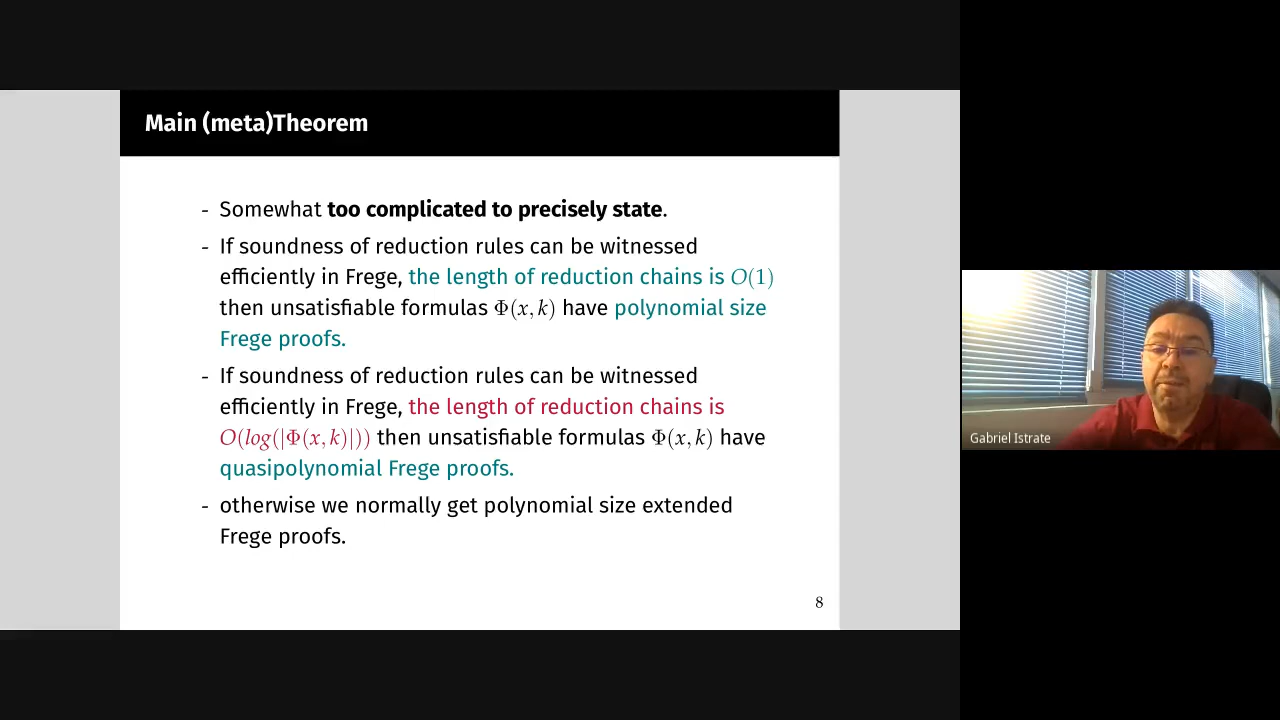 Main (meta)Theorem
- Somewhat too complicated to precisely state.
- If soundness of reduction rules can be witnessed
efficiently in Frege, the length of reduction chains is O(1)
then unsatisfiable formulas Φ(x, k) have polynomial size
Frege proofs.
- If soundness of reduction rules can be witnessed
efficiently in Frege, the length of reduction chains is
O(log(|Φ(x, k)|)) then unsatisfiable formulas Φ(x, k) have
quasipolynomial Frege proofs.
- otherwise we normally get polynomial size extended
Frege proofs.
8
Gabriel Istrate